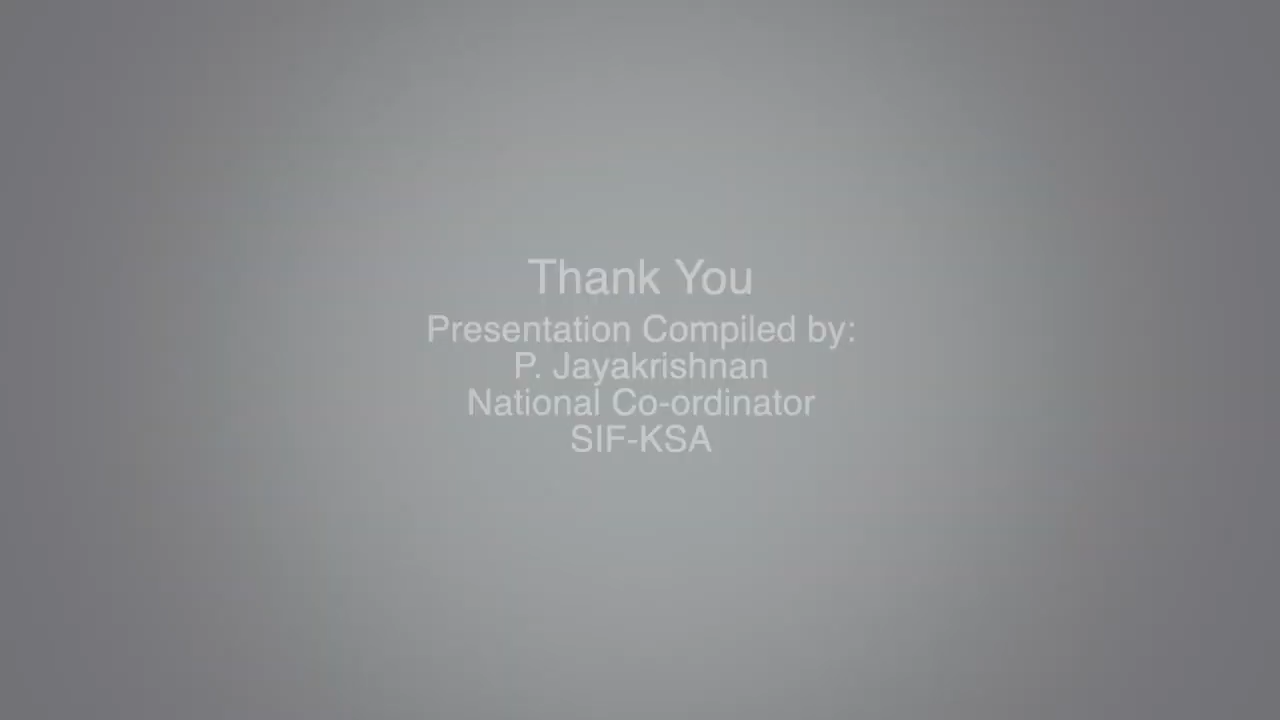 Thank You
Presentation Compiled by:
P. Jayakrishnan
National Co-ordinator
SIF-KSA